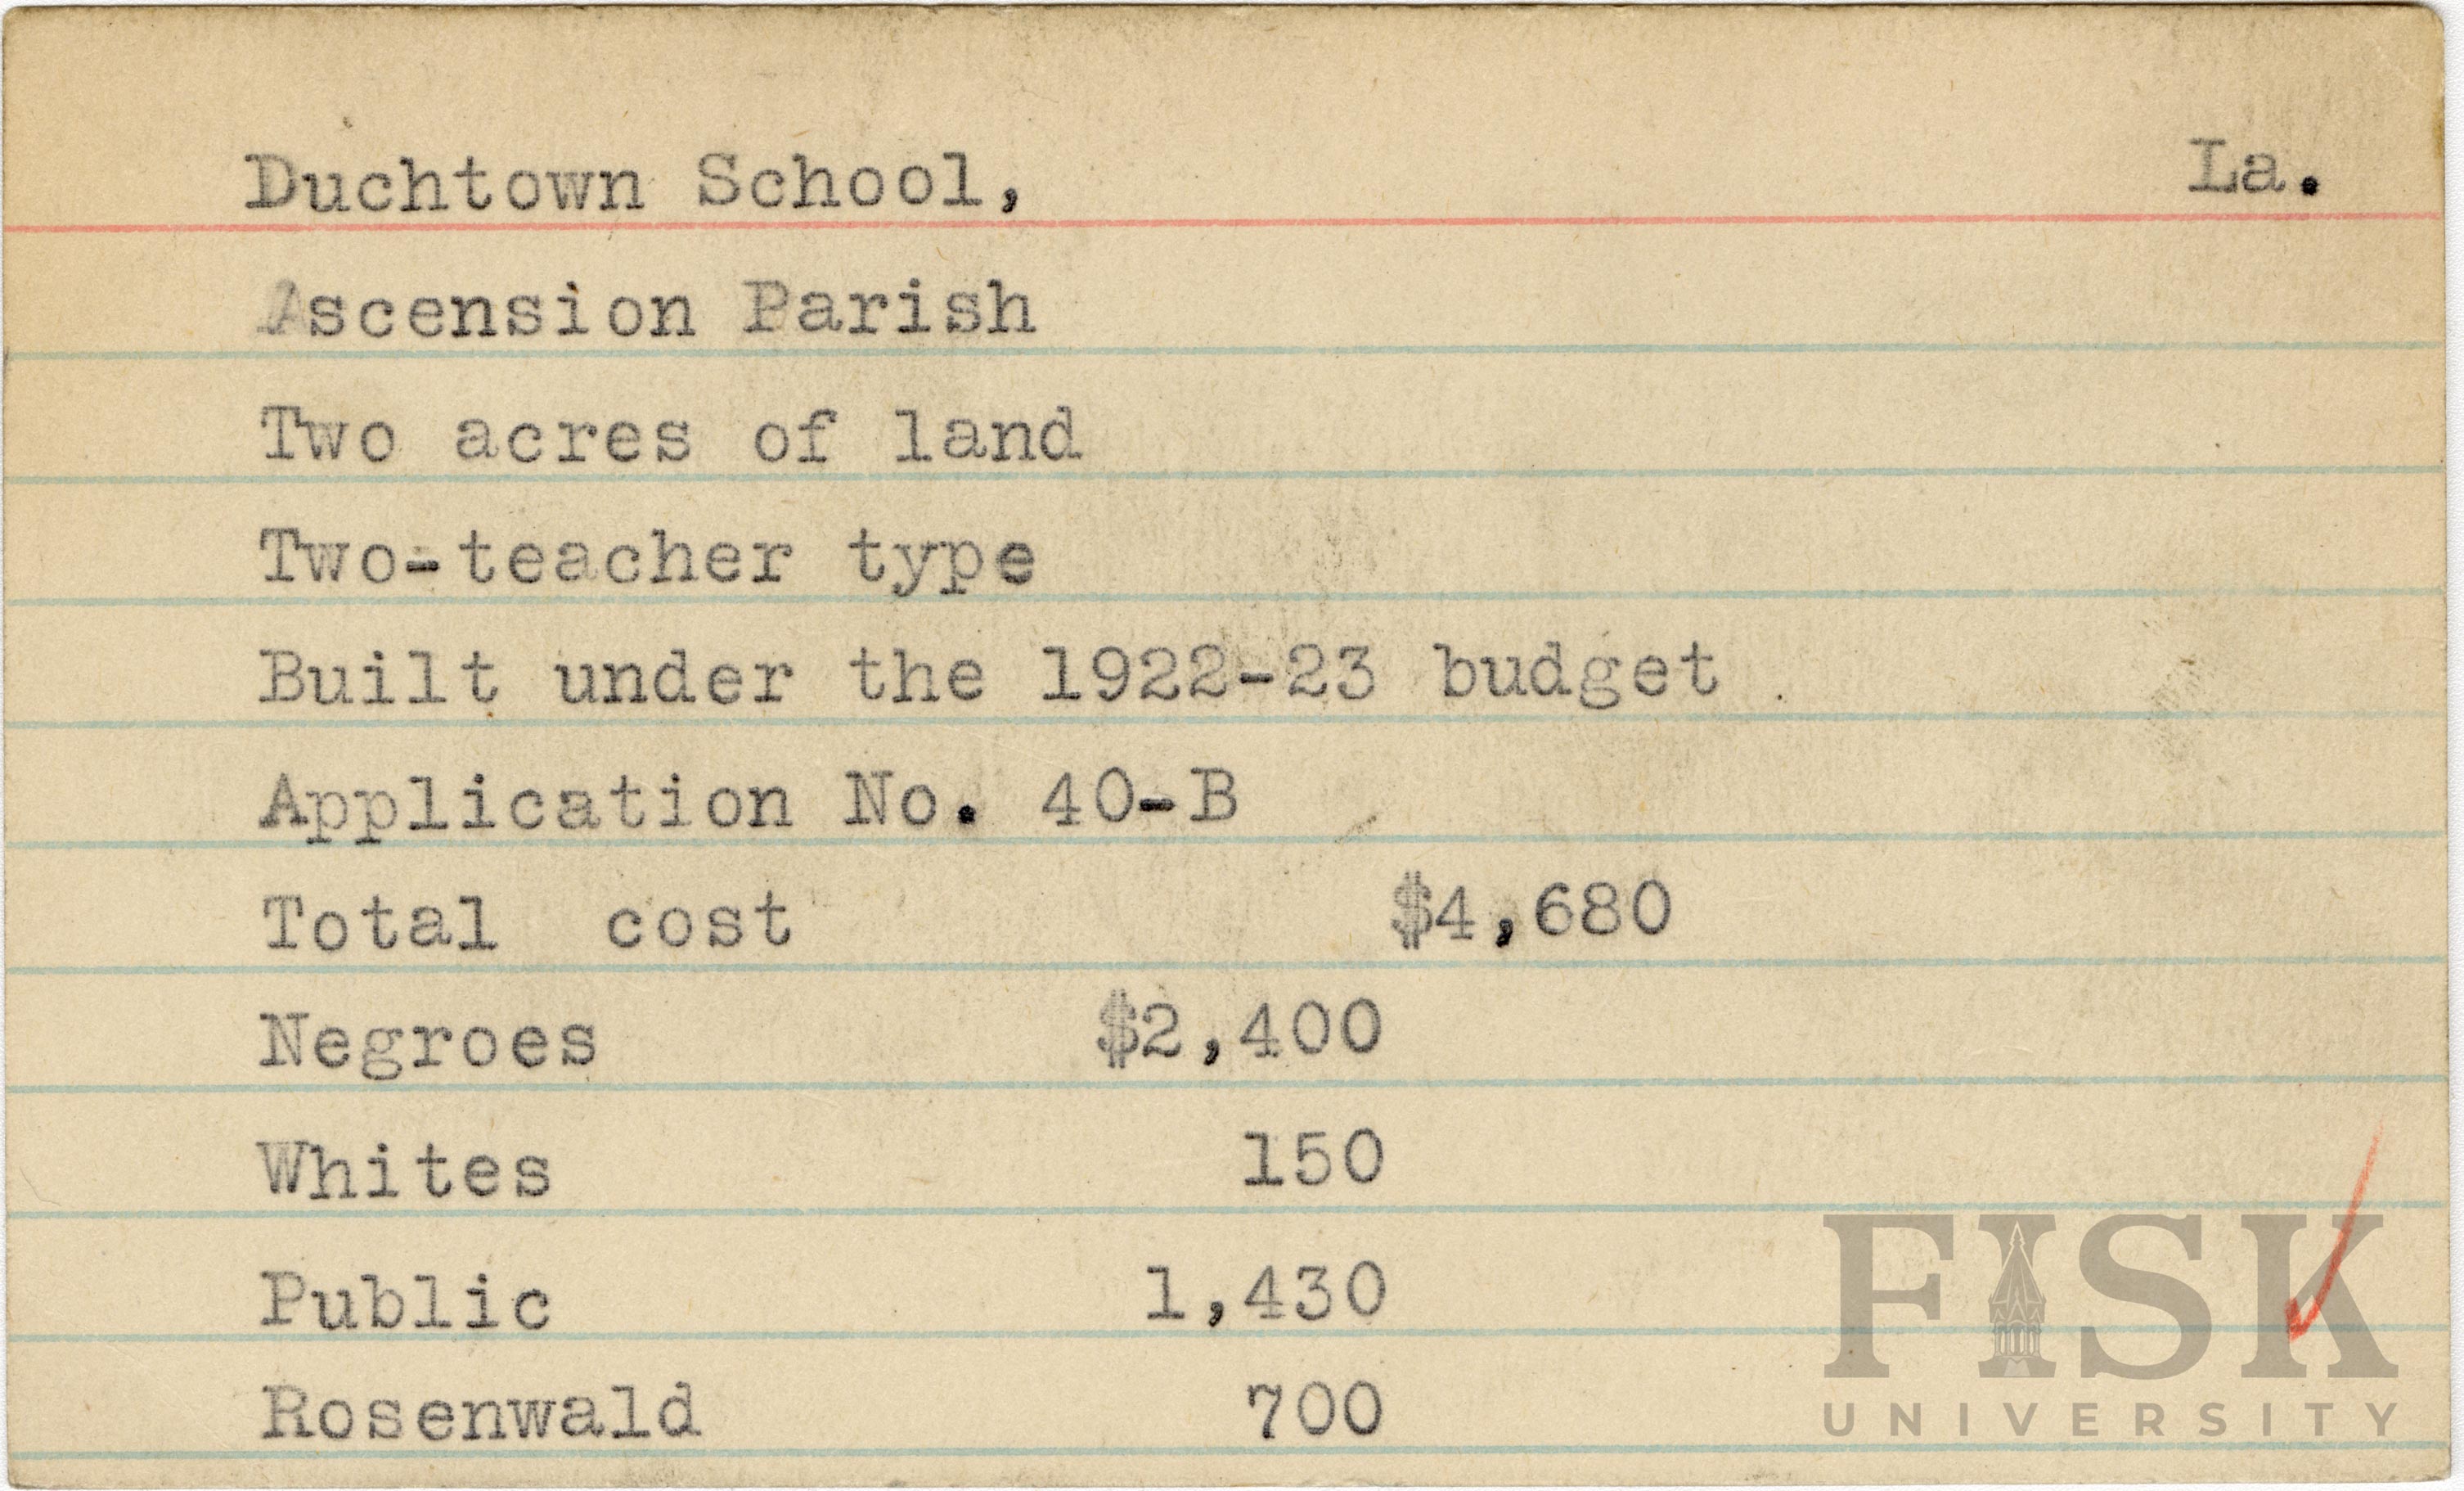 Duchtown School, La.
Ascension Parish
Two acres of land
Two-teacher type
Built under the 1922-23 budget
Application No. 40-B
Total cost $4,680
Negroes $2,400
Whites 150
Public 1,430
Rosenwald 700
FISK
UNIVERSITY